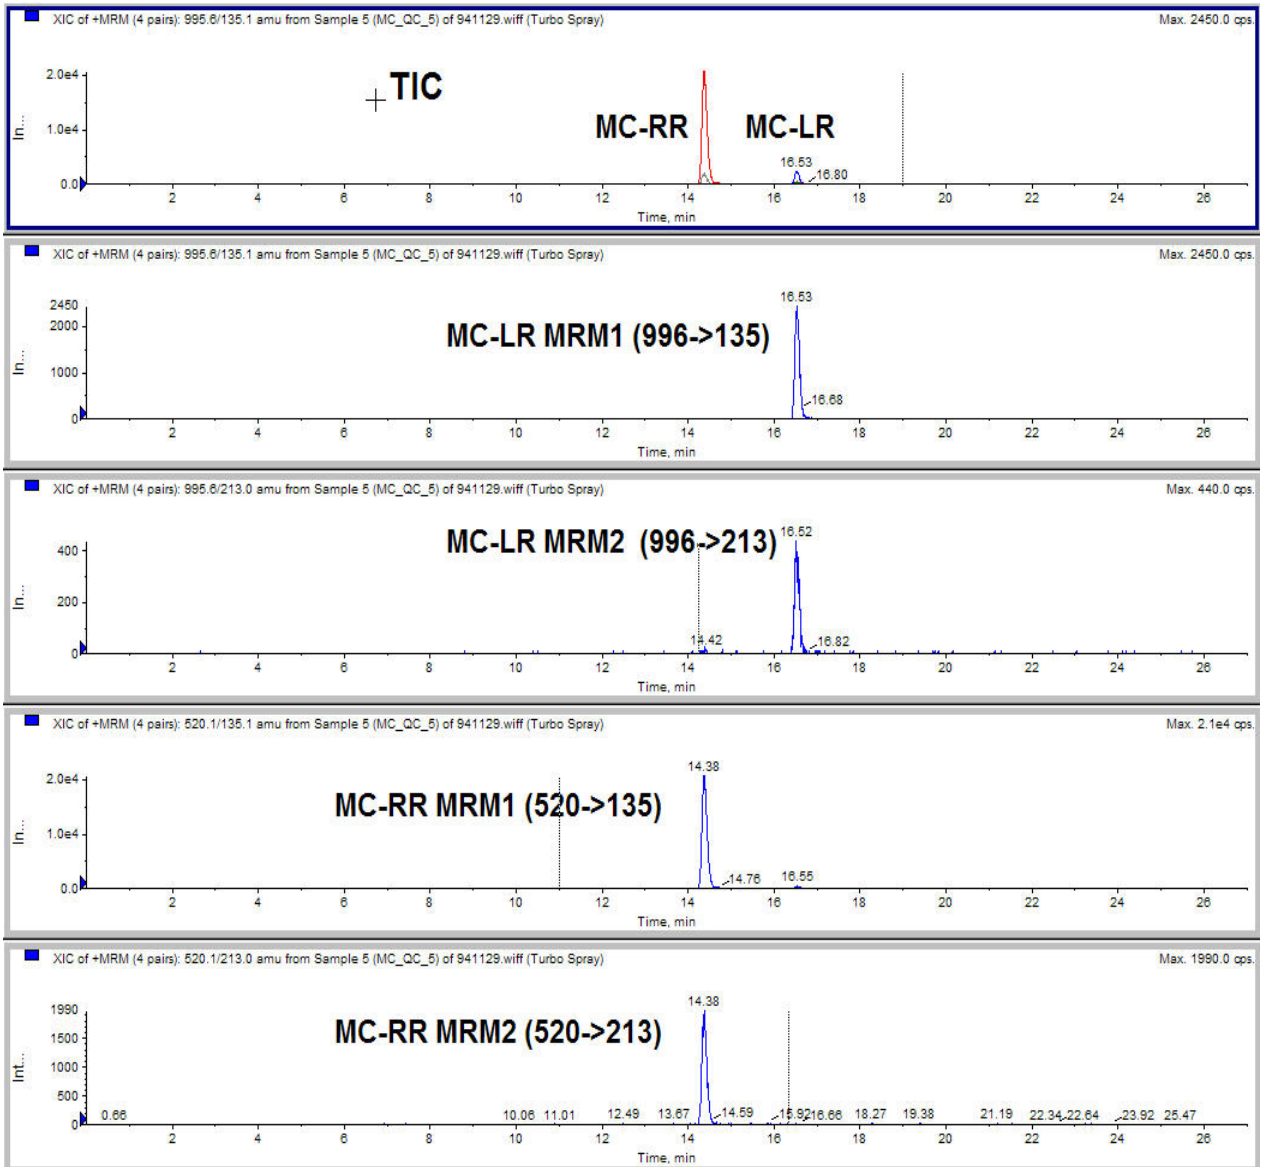 XIC of +MRM (4 pairs): 995.6/135.1 amu from Sample 5 (MC_QC_5) of 941129.wiff (Turbo Spray) Max. 2450.0 cps.
TIC
MC-RR MC-LR
2.0e4
1.0e4
0.0
In...
16.53
16.80
2 4 6 8 10 12 14 16 18 20 22 24 26
Time, min
XIC of +MRM (4 pairs): 995.6/135.1 amu from Sample 5 (MC_QC_5) of 941129.wiff (Turbo Spray) Max. 2450.0 cps.
16.53
MC-LR MRM1 (996->135)
2450
2000
1000
0
In...
16.68
2 4 6 8 10 12 14 16 18 20 22 24 26
Time, min
XIC of +MRM (4 pairs): 995.6/213.0 amu from Sample 5 (MC_QC_5) of 941129.wiff (Turbo Spray) Max. 440.0 cps.
MC-LR MRM2 (996->213)
16.52
400
200
0
In...
14.42
16.82
2 4 6 8 10 12 14 16 18 20 22 24 26
Time, min
XIC of +MRM (4 pairs): 520.1/135.1 amu from Sample 5 (MC_QC_5) of 941129.wiff (Turbo Spray) Max. 2.1e4 cps.
14.38
MC-RR MRM1 (520->135)
2.0e4
1.0e4
0.0
In...
14.76
16.55
2 4 6 8 10 12 14 16 18 20 22 24 26
Time, min
XIC of +MRM (4 pairs): 520.1/213.0 amu from Sample 5 (MC_QC_5) of 941129.wiff (Turbo Spray) Max. 1990.0 cps.
14.38
MC-RR MRM2 (520->213)
1990
1500
1000
500
0
Int...
0.66 10.06 11.01 12.49 13.67 14.59 15.92 16.66 18.27 19.38 21.19 22.34 22.64 23.92 25.47
2 4 6 8 10 12 14 16 18 20 22 24 26
Time, min